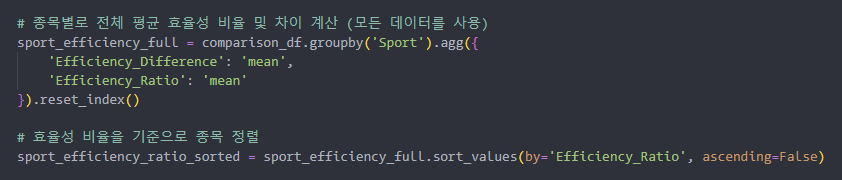 # 종목별로 전체 평균 효율성 비율 및 차이 계산 (모든 데이터를 사용)
sport_efficiency_full = comparison_df.groupby('Sport').agg({
    'Efficiency_Difference': 'mean',
    'Efficiency_Ratio': 'mean'
}).reset_index()
# 효율성 비율을 기준으로 종목 정렬
sport_efficiency_ratio_sorted = sport_efficiency_full.sort_values(by='Efficiency_Ratio', ascending=False)